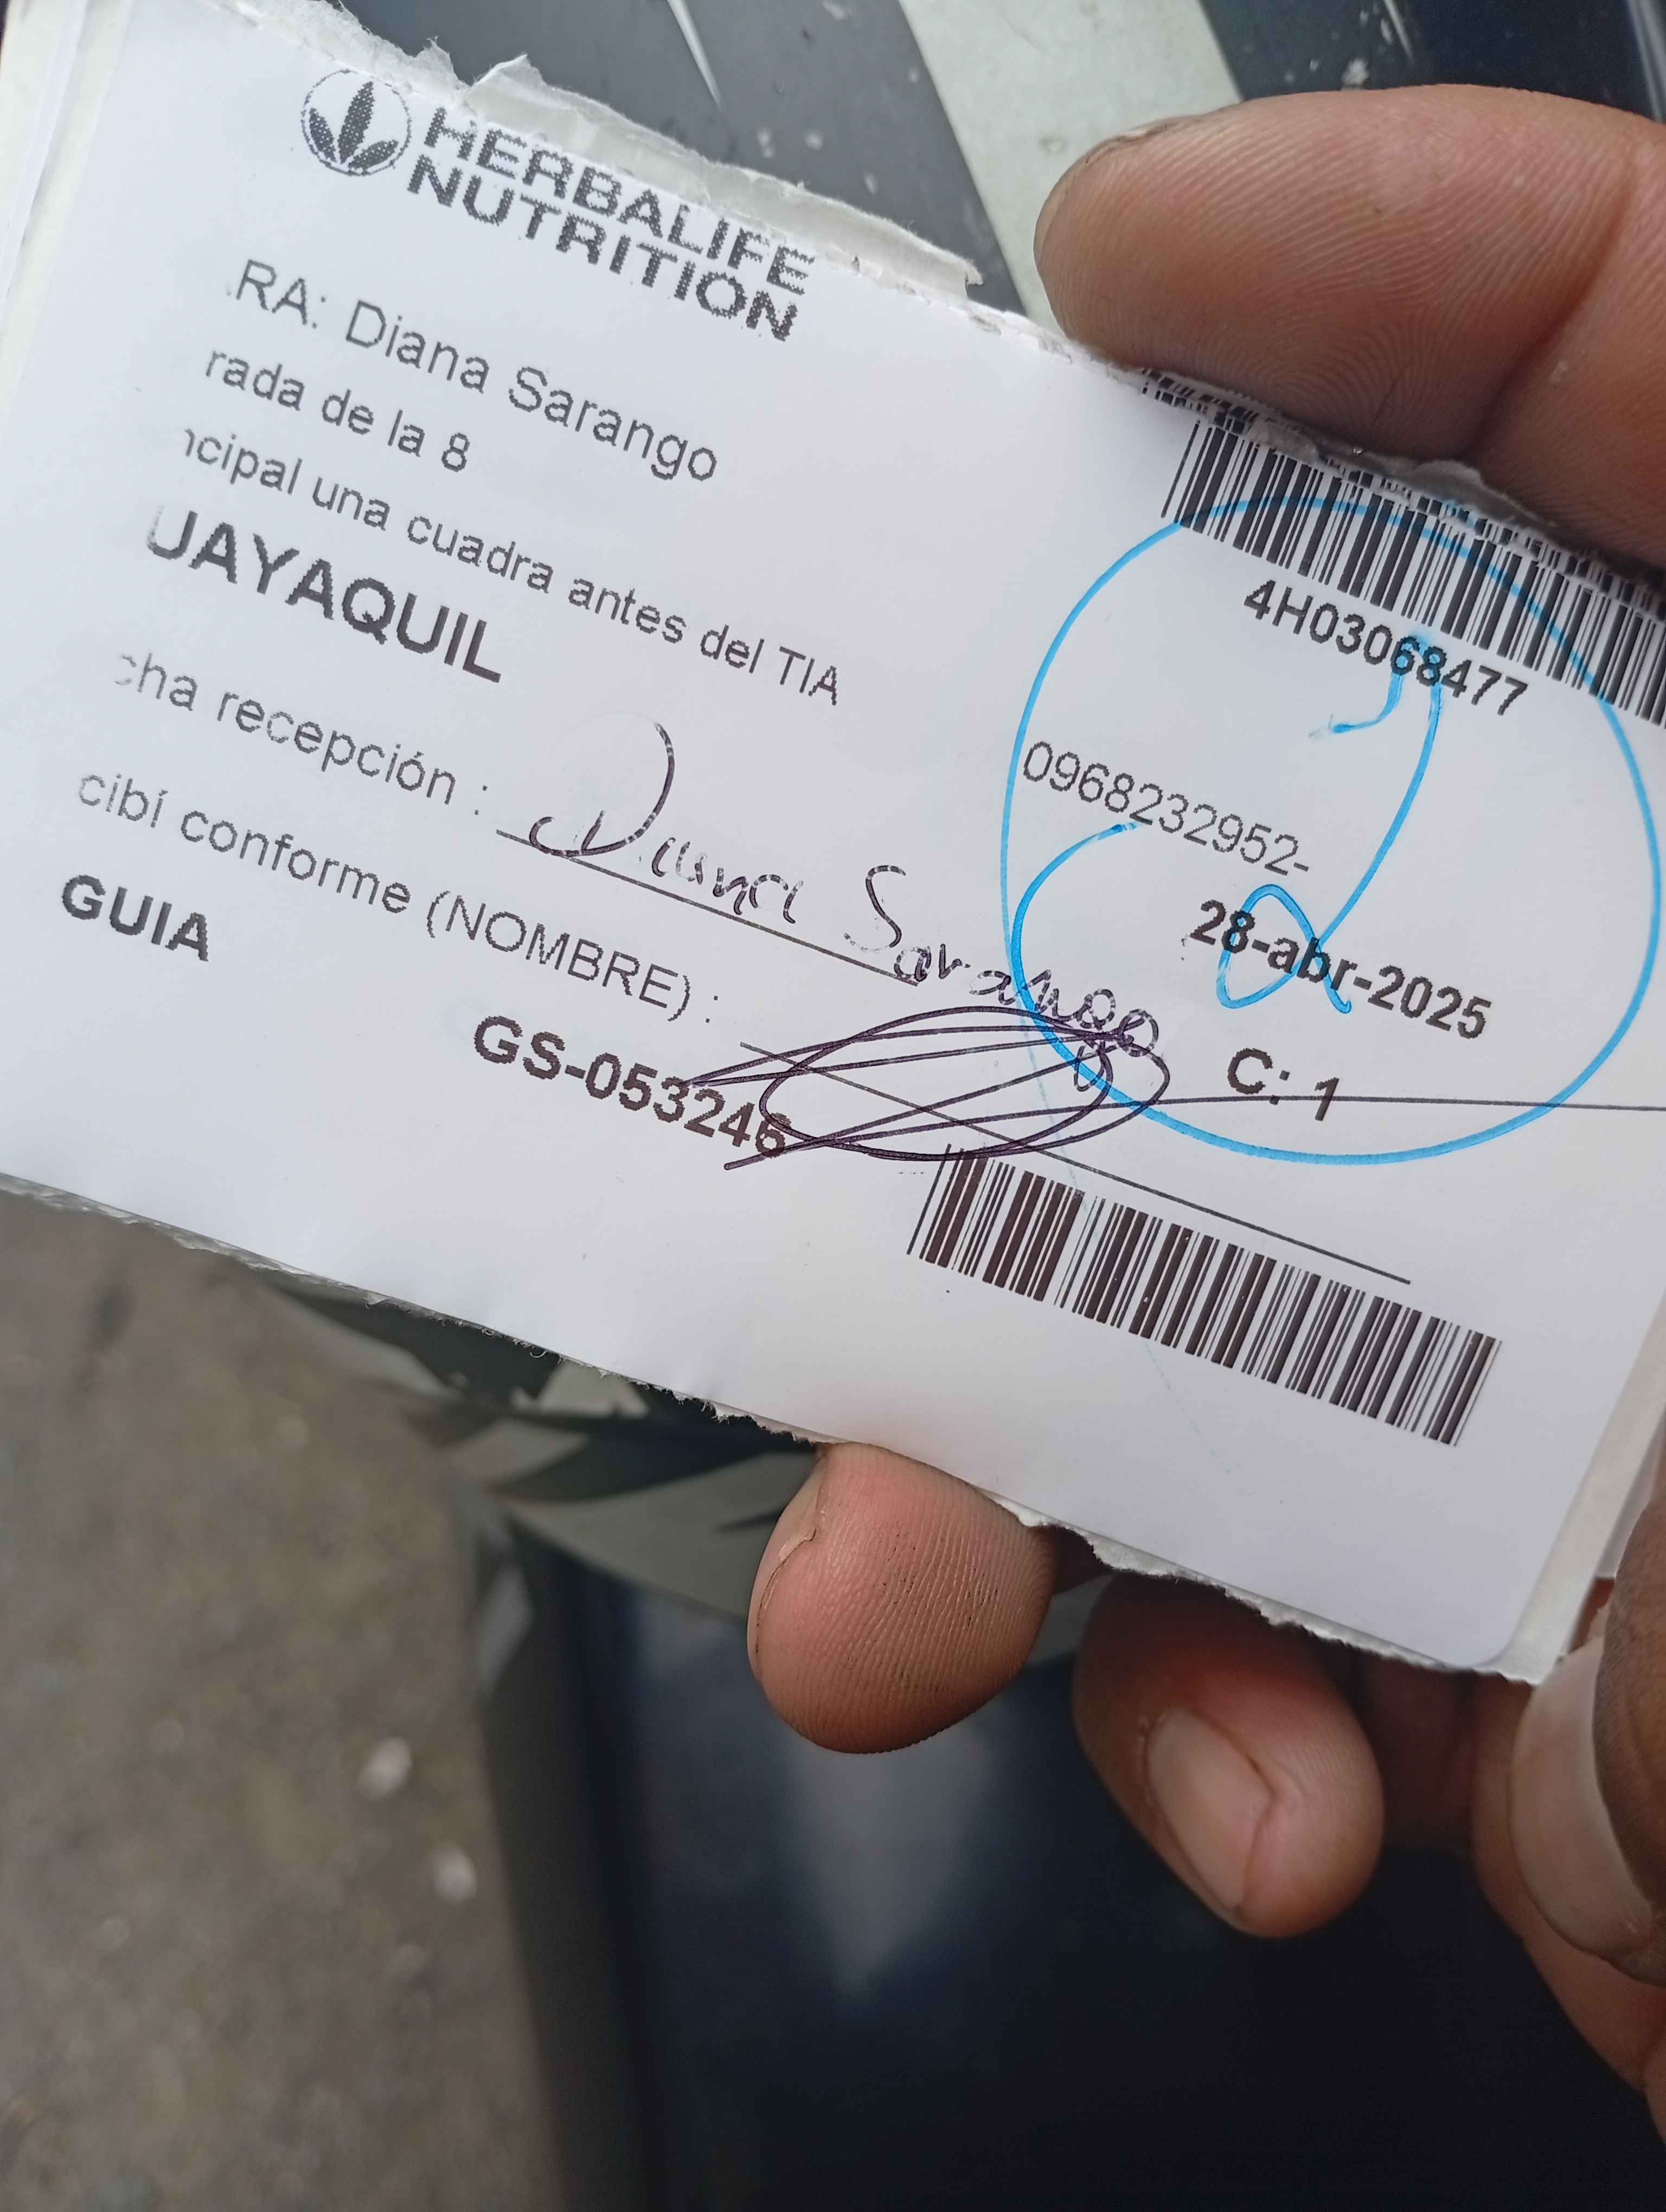 HERBALIFE
NUTRITION
RA: Diana Sarango
rada de la 8
ncipal una cuadra antes del TIA
UAYAQUIL
cha recepción :
Diana Sarango
cibí conforme (NOMBRE) :
GUIA
GS-053246
4H03068477
0968232952-
28-abr-2025
C: 1